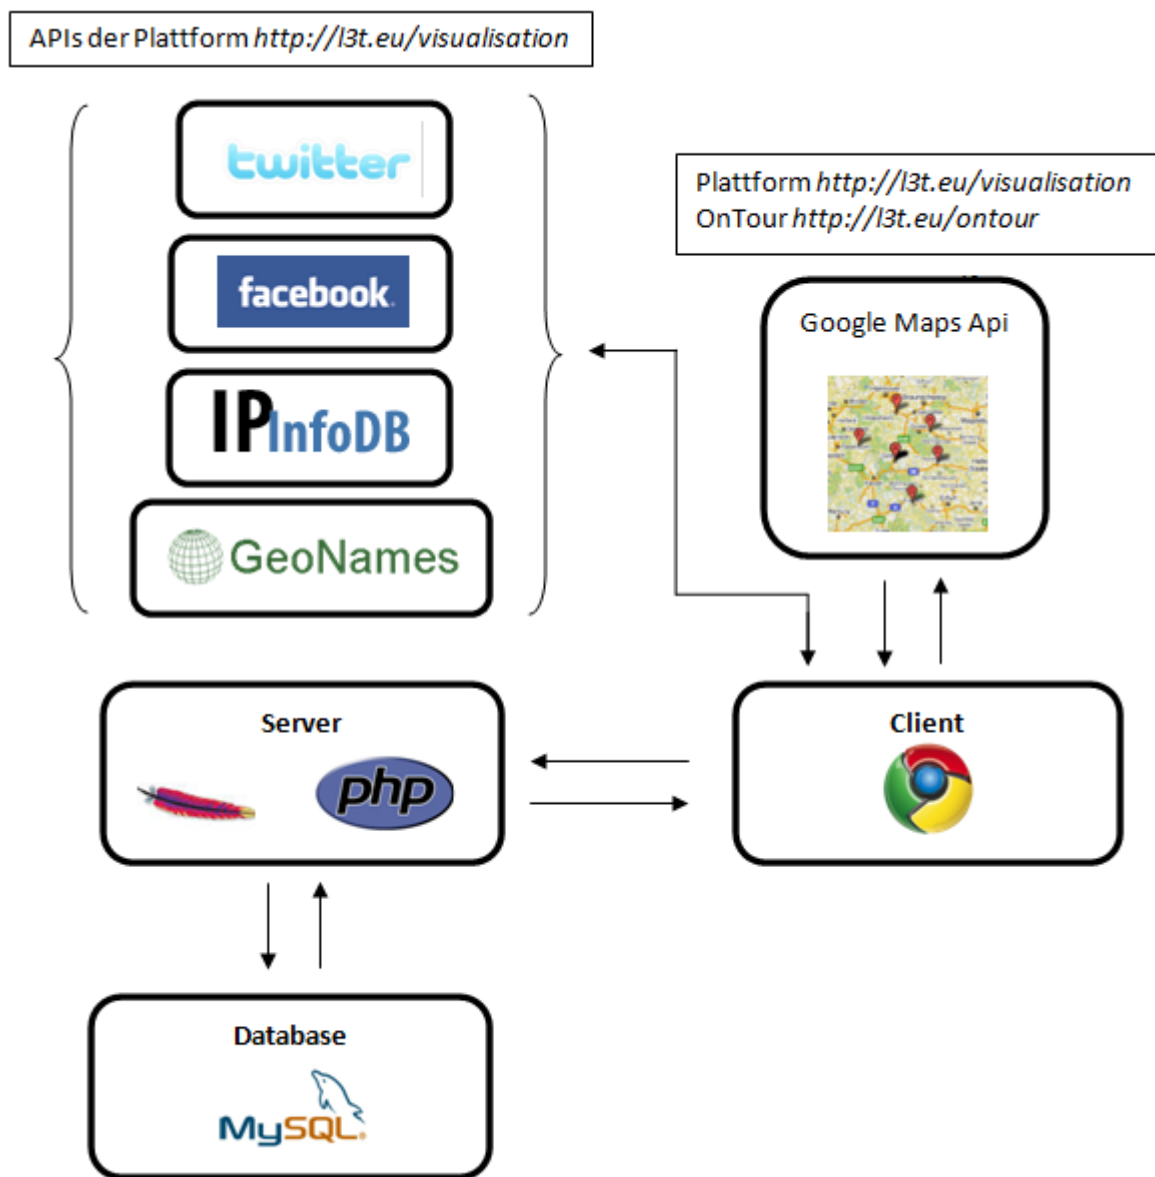 APIs der Plattform http://l3t.eu/visualisation
twitter
facebook.
IPInfoDB
GeoNames
Plattform http://l3t.eu/visualisation
OnTour http://l3t.eu/ontour
Google Maps Api
Server
php
Client
Database
MySQL®